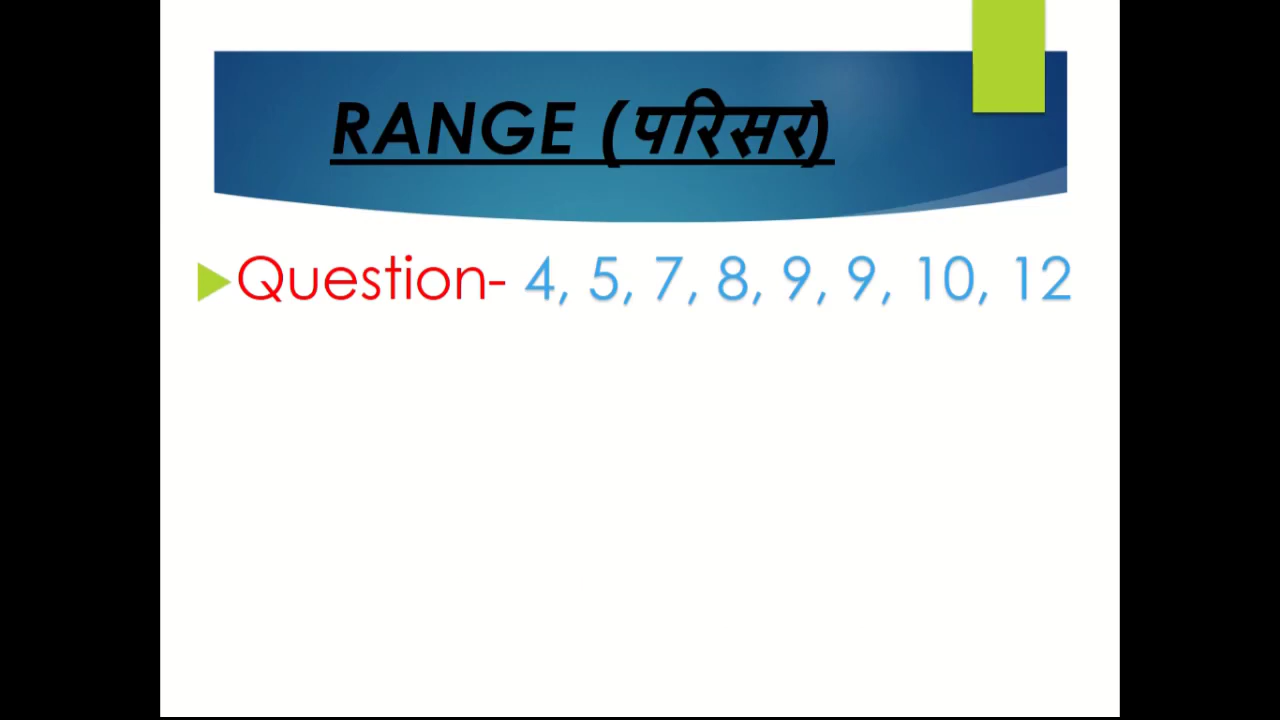 RANGE (परिसर)
Question- 4, 5, 7, 8, 9, 9, 10, 12